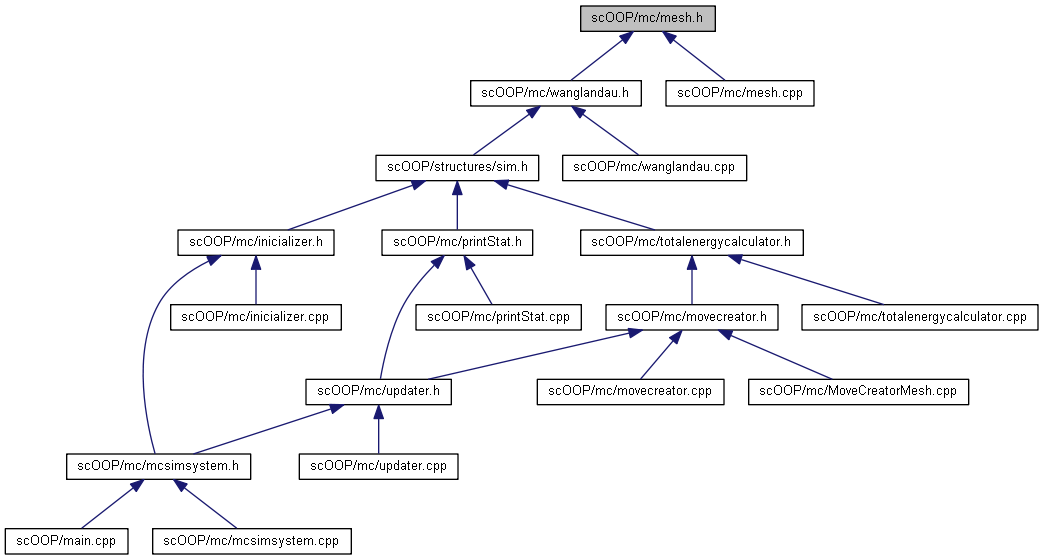 scOOP/mc/mesh.h
scOOP/mc/wanglandau.h
scOOP/mc/mesh.cpp
scOOP/structures/sim.h
scOOP/mc/wanglandau.cpp
scOOP/mc/inicializer.h
scOOP/mc/printStat.h
scOOP/mc/totalenergycalculator.h
scOOP/mc/inicializer.cpp
scOOP/mc/printStat.cpp
scOOP/mc/movecreator.h
scOOP/mc/totalenergycalculator.cpp
scOOP/mc/updater.h
scOOP/mc/movecreator.cpp
scOOP/mc/MoveCreatorMesh.cpp
scOOP/mc/mcsimsystem.h
scOOP/mc/updater.cpp
scOOP/main.cpp
scOOP/mc/mcsimsystem.cpp